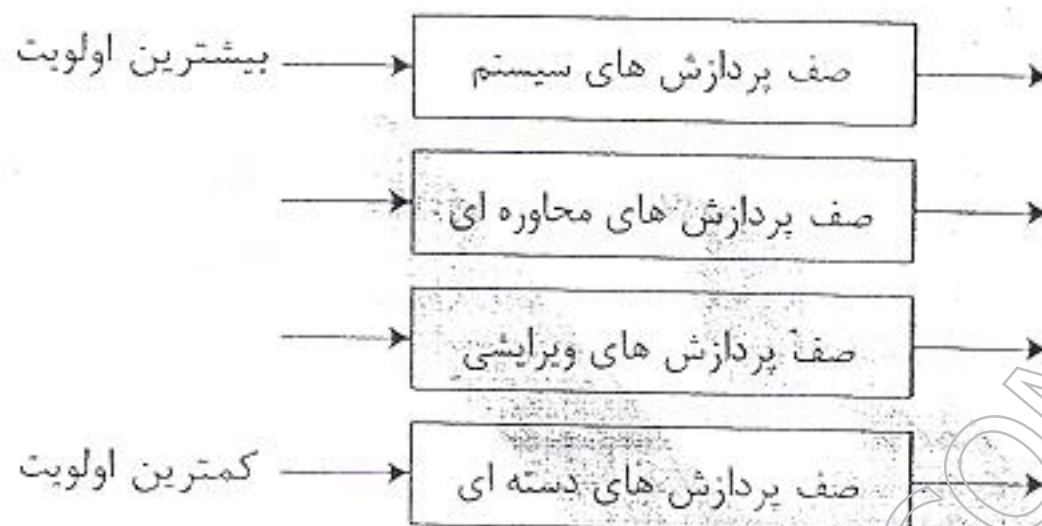 بیشترین اولویت
صف پردازش های سیستم
صف پردازش های محاوره ای
صف پردازش های ویرایشی
کمترین اولویت
صف پردازش های دسته ای
COM